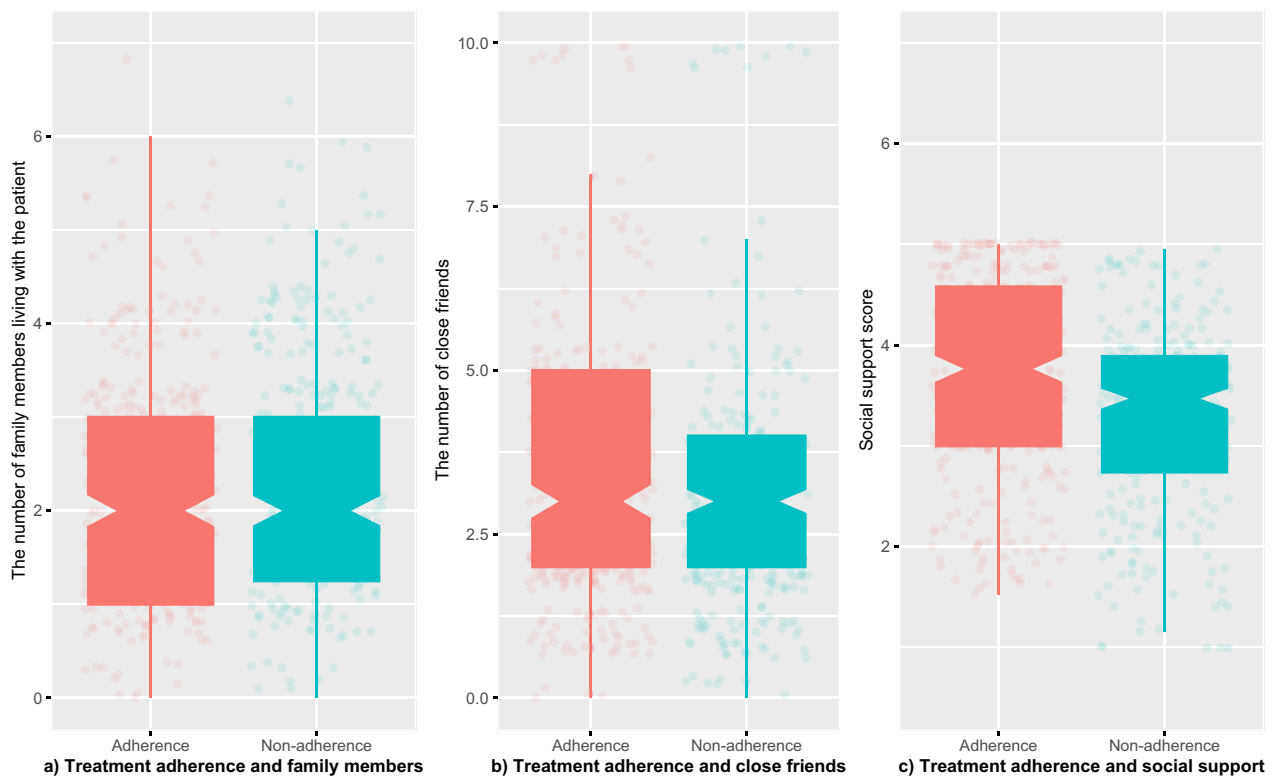 The number of family members living with the patient
6
4
2
0
Adherence
Non-adherence
a) Treatment adherence and family members
The number of close friends
10.0
7.5
5.0
2.5
0.0
Adherence
Non-adherence
b) Treatment adherence and close friends
Social support score
6
4
2
Adherence
Non-adherence
c) Treatment adherence and social support